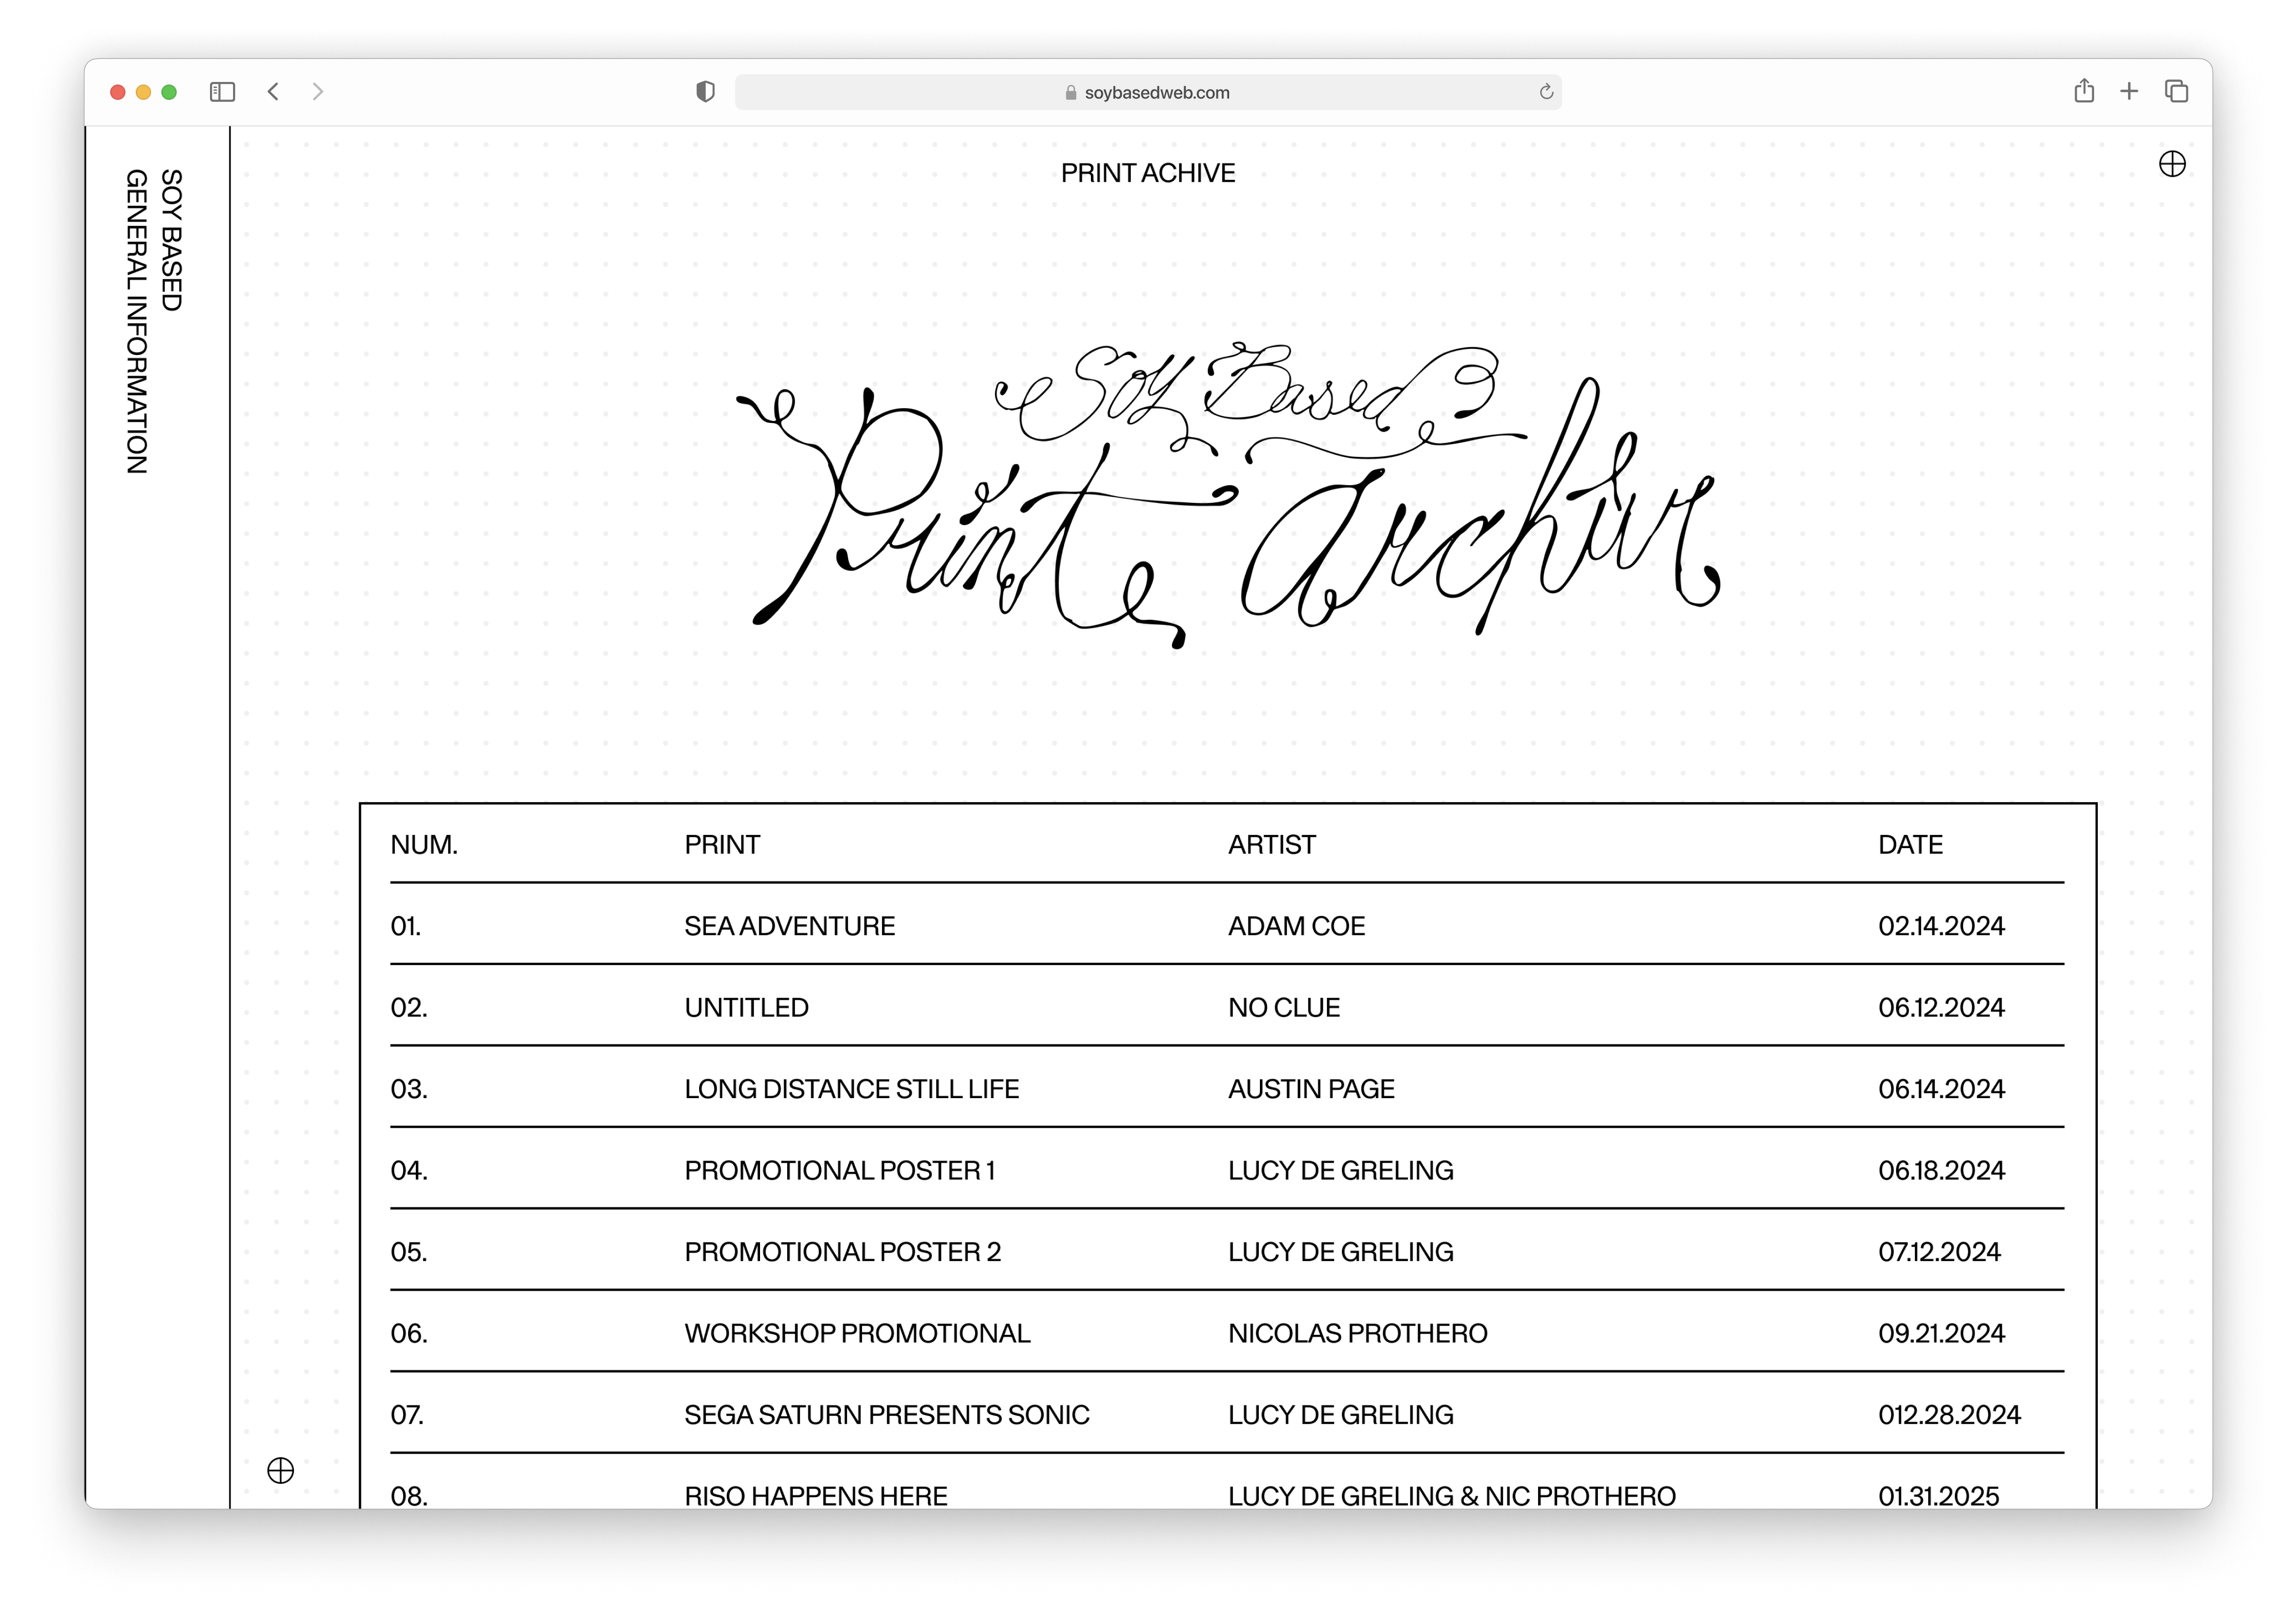 soybasedweb.com
SOY BASED
GENERAL INFORMATION
PRINT ACHIVE
Soy Based
Print Archive
NUM. PRINT ARTIST DATE
01. SEA ADVENTURE ADAM COE 02.14.2024
02. UNTITLED NO CLUE 06.12.2024
03. LONG DISTANCE STILL LIFE AUSTIN PAGE 06.14.2024
04. PROMOTIONAL POSTER 1 LUCY DE GRELING 06.18.2024
05. PROMOTIONAL POSTER 2 LUCY DE GRELING 07.12.2024
06. WORKSHOP PROMOTIONAL NICOLAS PROTHERO 09.21.2024
07. SEGA SATURN PRESENTS SONIC LUCY DE GRELING 012.28.2024
08. RISO HAPPENS HERE LUCY DE GRELING & NIC PROTHERO 01.31.2025